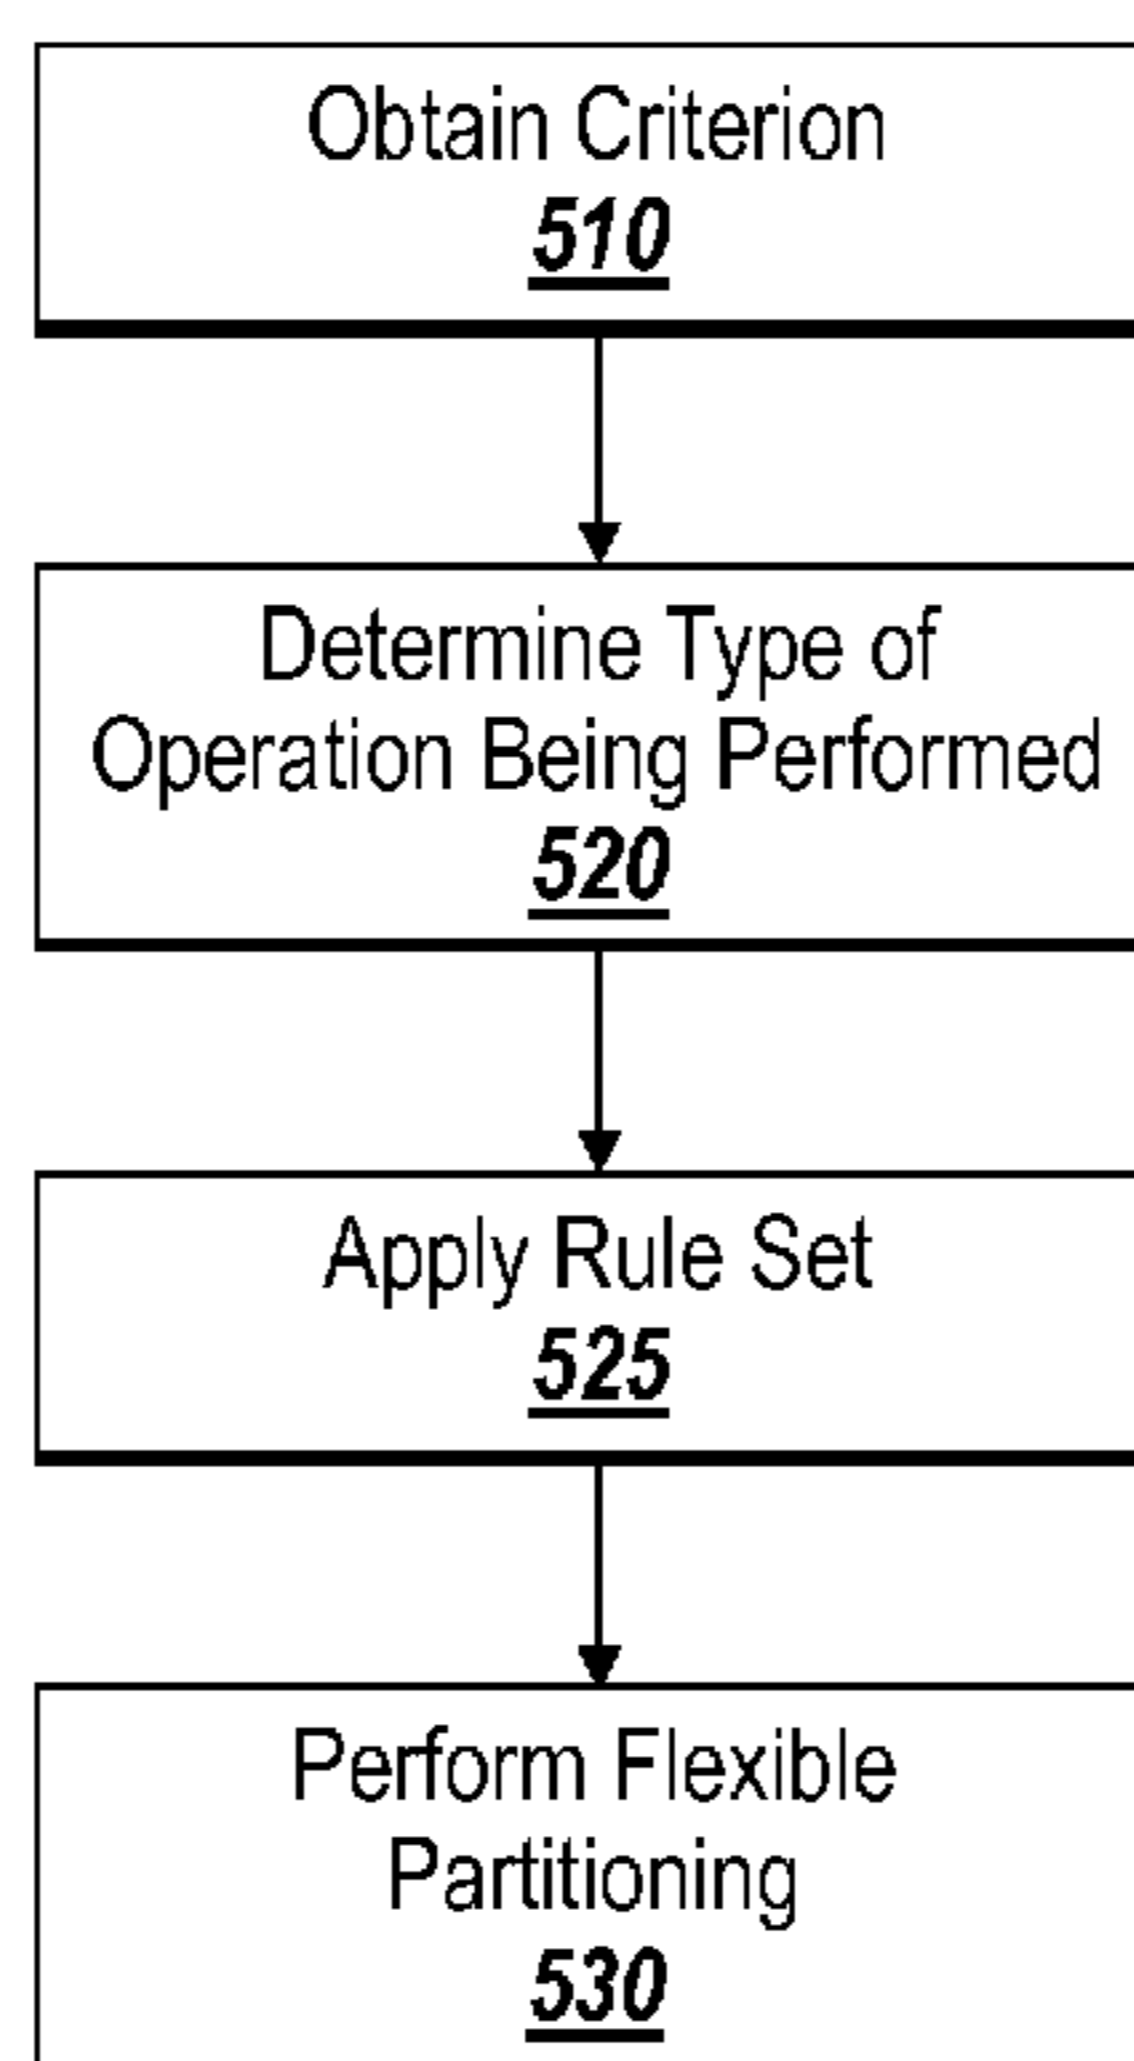 Obtain Criterion
510
Determine Type of
Operation Being Performed
520
Apply Rule Set
525
Perform Flexible
Partitioning
530